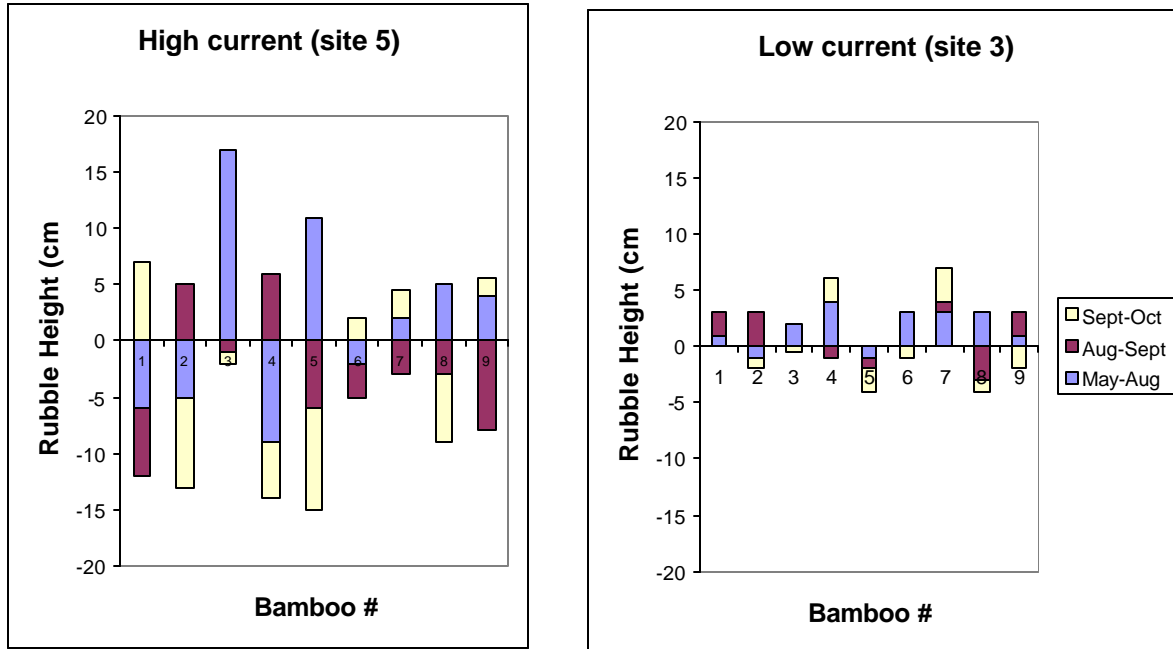 High current (site 5)
20
15
10
5
0
-5
-10
-15
-20
Rubble Height (cm
1 2 3 4 5 6 7 8 9
Bamboo #
Low current (site 3)
20
15
10
5
0
-5
-10
-15
-20
Rubble Height (cm
1 2 3 4 5 6 7 8 9
Bamboo #
Sept-Oct
Aug-Sept
May-Aug